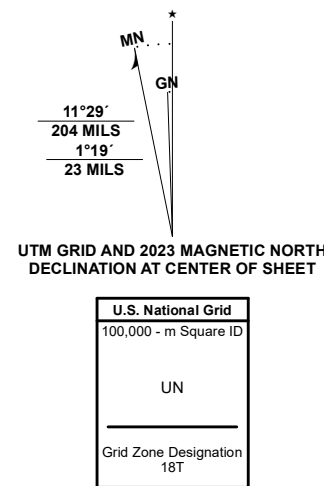 ★
MN
GN
11°29´
204 MILS
1°19´
23 MILS
UTM GRID AND 2023 MAGNETIC NORTH
DECLINATION AT CENTER OF SHEET
U.S. National Grid
100,000 - m Square ID
UN
Grid Zone Designation
18T